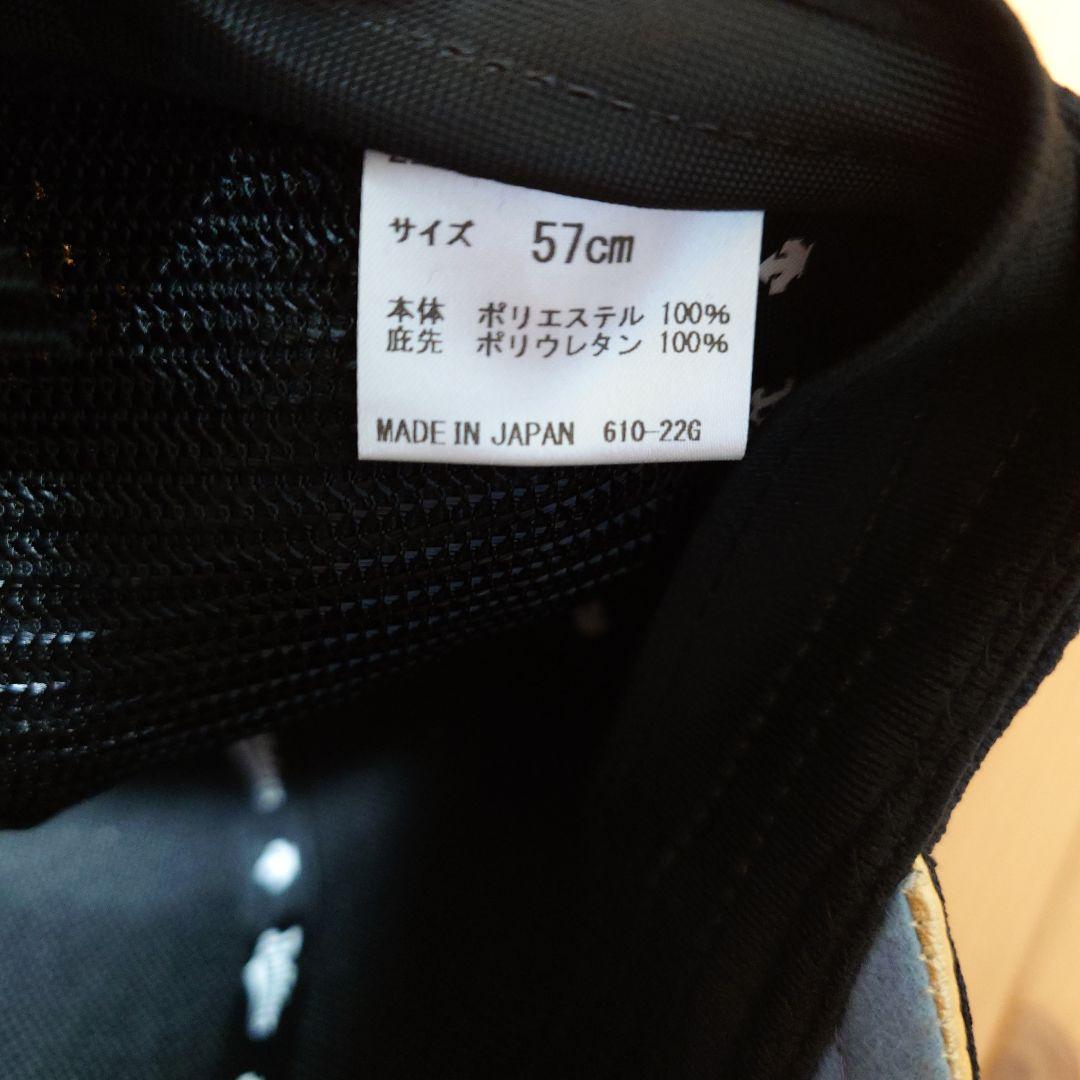 サイズ 57cm
本体 ポリエステル 100%
庇先 ポリウレタン 100%
MADE IN JAPAN 610-22G